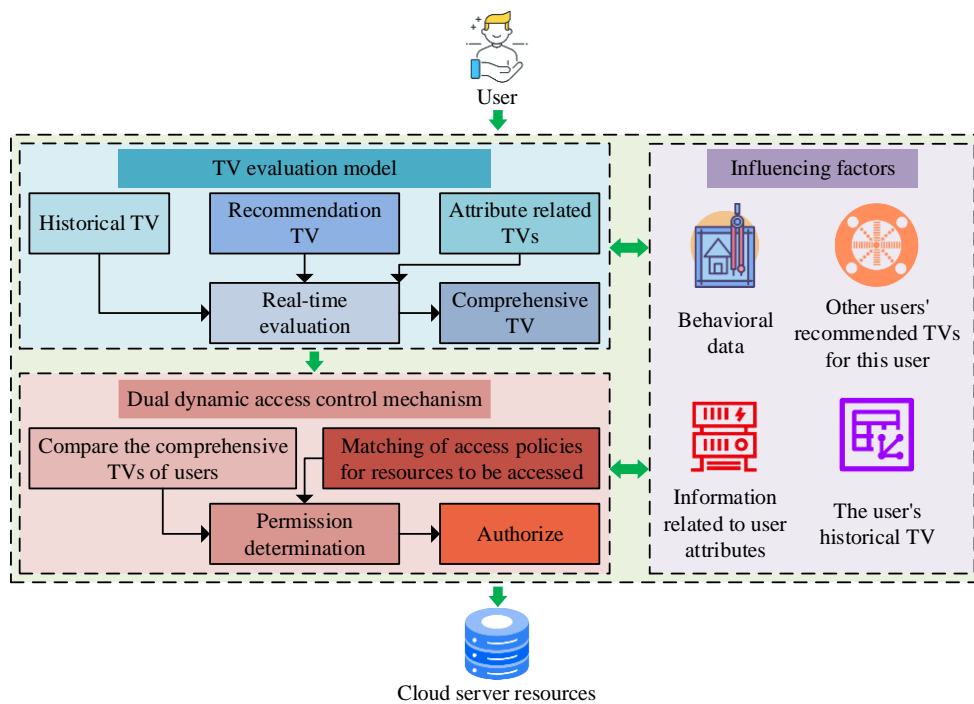 User
TV evaluation model
Historical TV
Recommendation
TV
Attribute related
TVs
Real-time
evaluation
Comprehensive
TV
Dual dynamic access control mechanism
Compare the comprehensive
TVs of users
Matching of access policies
for resources to be accessed
Permission
determination
Authorize
Influencing factors
Behavioral
data
Other users'
recommended TVs
for this user
Information
related to user
attributes
The user's
historical TV
Cloud server resources